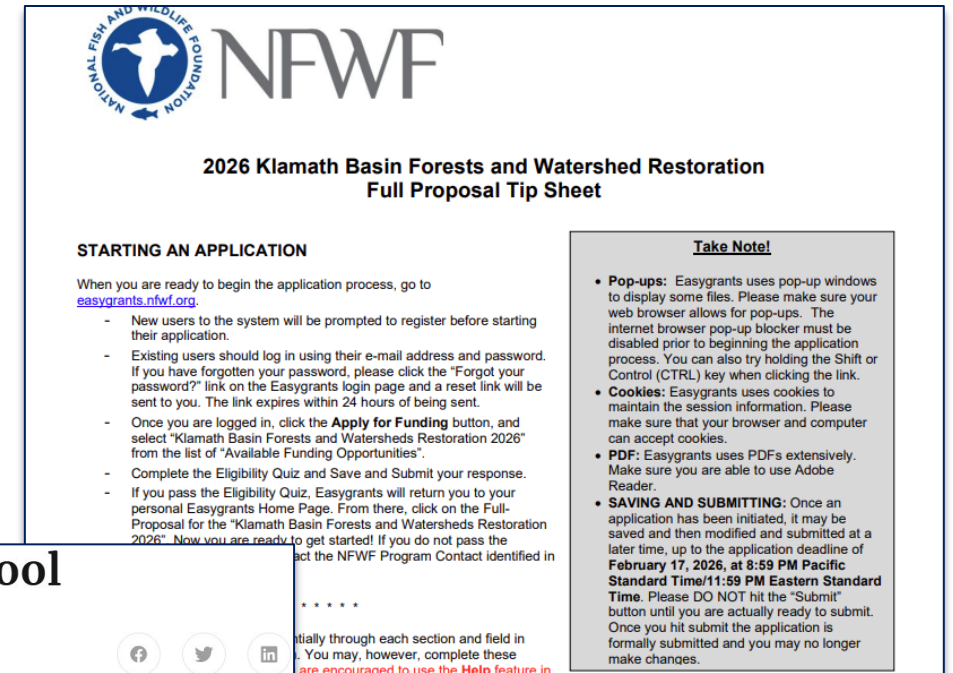 NATIONAL FISH AND WILDLIFE FOUNDATION
NFWF
2026 Klamath Basin Forests and Watershed Restoration
Full Proposal Tip Sheet
STARTING AN APPLICATION
When you are ready to begin the application process, go to
easygrants.nfwf.org.
- New users to the system will be prompted to register before starting
their application.
- Existing users should log in using their e-mail address and password.
If you have forgotten your password, please click the “Forgot your
password?” link on the Easygrants login page and a reset link will be
sent to you. The link expires within 24 hours of being sent.
- Once you are logged in, click the Apply for Funding button, and
select “Klamath Basin Forests and Watersheds Restoration 2026”
from the list of “Available Funding Opportunities”.
- Complete the Eligibility Quiz and Save and Submit your response.
- If you pass the Eligibility Quiz, Easygrants will return you to your
personal Easygrants Home Page. From there, click on the Full-
Proposal for the “Klamath Basin Forests and Watersheds Restoration
2026”. Now you are ready to get started! If you do not pass the
act the NFWF Program Contact identified in
* * * * *
ntially through each section and field in
. You may, however, complete these
are encouraged to use the Help feature in
Take Note!
• Pop-ups: Easygrants uses pop-up windows
to display some files. Please make sure your
web browser allows for pop-ups. The
internet browser pop-up blocker must be
disabled prior to beginning the application
process. You can also try holding the Shift or
Control (CTRL) key when clicking the link.
• Cookies: Easygrants uses cookies to
maintain the session information. Please
make sure that your browser and computer
can accept cookies.
• PDF: Easygrants uses PDFs extensively.
Make sure you are able to use Adobe
Reader.
• SAVING AND SUBMITTING: Once an
application has been initiated, it may be
saved and then modified and submitted at a
later time, up to the application deadline of
February 17, 2026, at 8:59 PM Pacific
Standard Time/11:59 PM Eastern Standard
Time. Please DO NOT hit the “Submit”
button until you are actually ready to submit.
Once you hit submit the application is
formally submitted and you may no longer
make changes.
ool